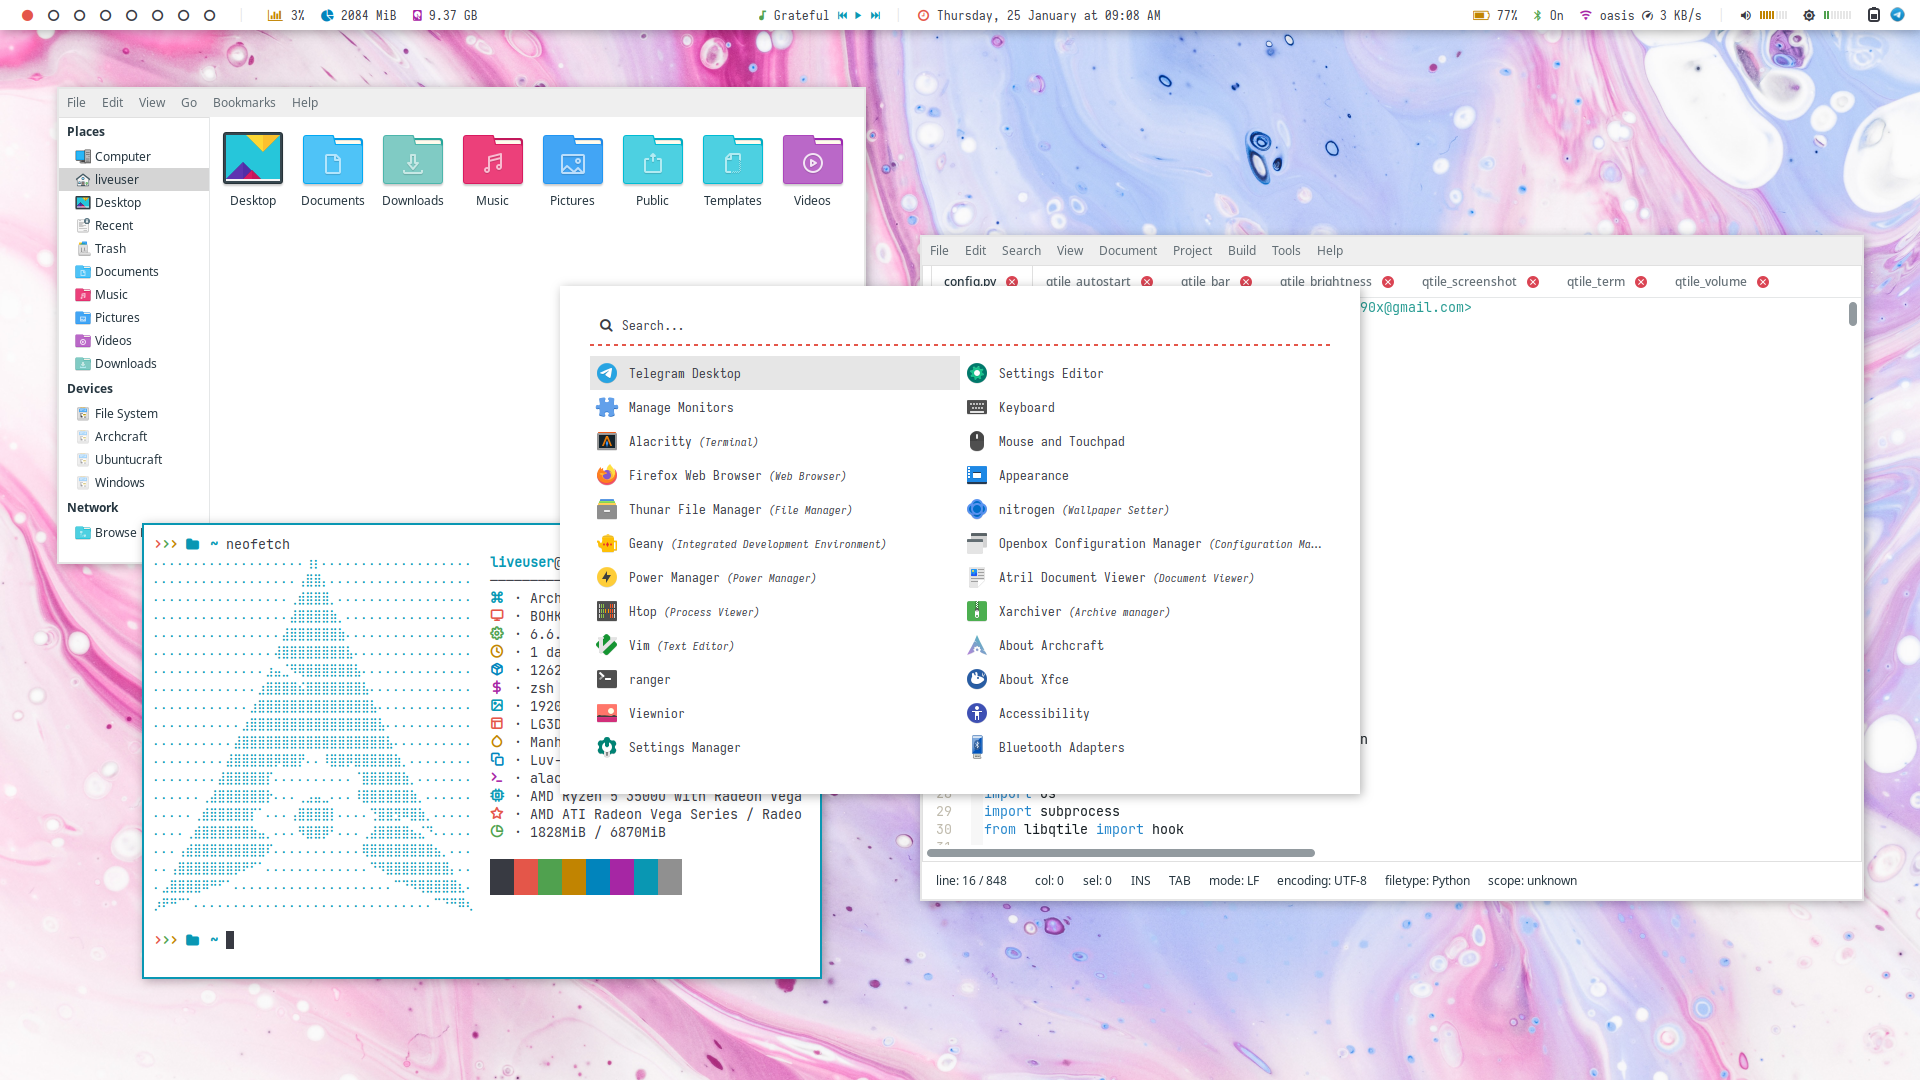 3% 2084 MiB 9.37 GB
Grateful
Thursday, 25 January at 09:08 AM
77% On oasis 3 KB/s
File Edit View Go Bookmarks Help
Places
Computer
liveuser
Desktop
Recent
Trash
Documents
Music
Pictures
Videos
Downloads
Devices
File System
Archcraft
Ubuntucraft
Windows
Network
Browse
Desktop Documents Downloads Music Pictures Public Templates Videos
File Edit Search View Document Project Build Tools Help
config.py qtile_autostart qtile_bar qtile_brightness qtile_screenshot qtile_term qtile_volume
90x@gmail.com>
n
28 import os
29 import subprocess
30 from libqtile import hook
31
line: 16 / 848 col: 0 sel: 0 INS TAB mode: LF encoding: UTF-8 filetype: Python scope: unknown
Search...
Telegram Desktop
Manage Monitors
Alacritty (Terminal)
Firefox Web Browser (Web Browser)
Thunar File Manager (File Manager)
Geany (Integrated Development Environment)
Power Manager (Power Manager)
Htop (Process Viewer)
Vim (Text Editor)
ranger
Viewnior
Settings Manager
Settings Editor
Keyboard
Mouse and Touchpad
Appearance
nitrogen (Wallpaper Setter)
Openbox Configuration Manager (Configuration Ma...
Atril Document Viewer (Document Viewer)
Xarchiver (Archive manager)
About Archcraft
About Xfce
Accessibility
Bluetooth Adapters
>>> ~ neofetch
liveuser@
· Arch
· BOHK
· 6.6.
· 1 da
· 1262
· zsh
· 1920
· LG3D
· Manh
· Luv-
· alac
· AMD Ryzen 5 3500U with Radeon Vega
· AMD ATI Radeon Vega Series / Radeo
· 1828MiB / 6870MiB
>>> ~